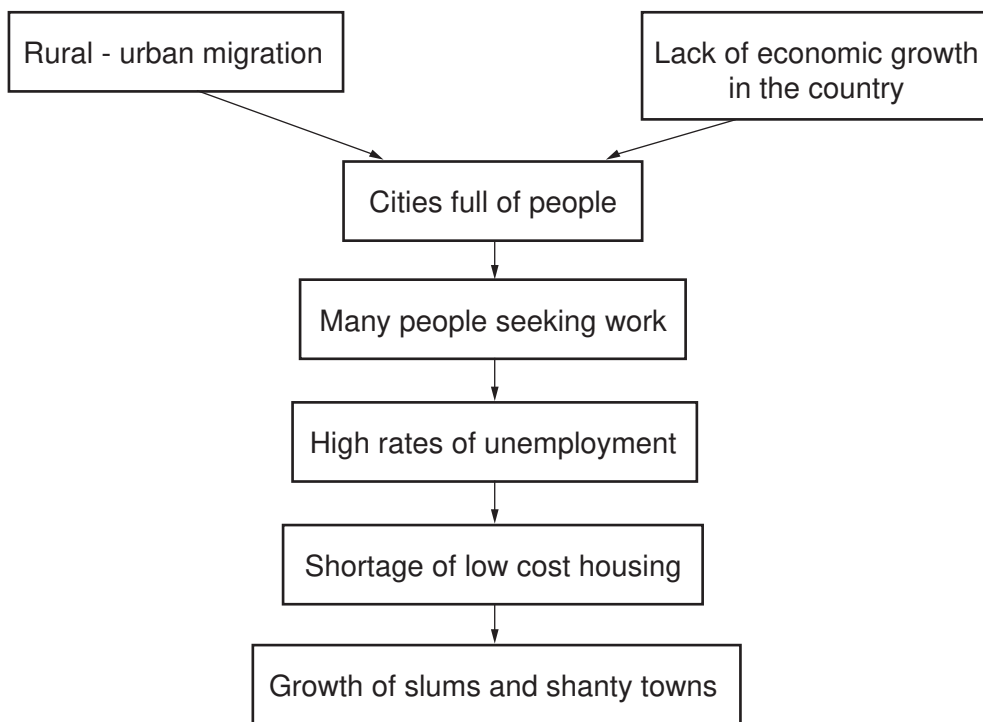 Rural - urban migration
Lack of economic growth
in the country
Cities full of people
Many people seeking work
High rates of unemployment
Shortage of low cost housing
Growth of slums and shanty towns